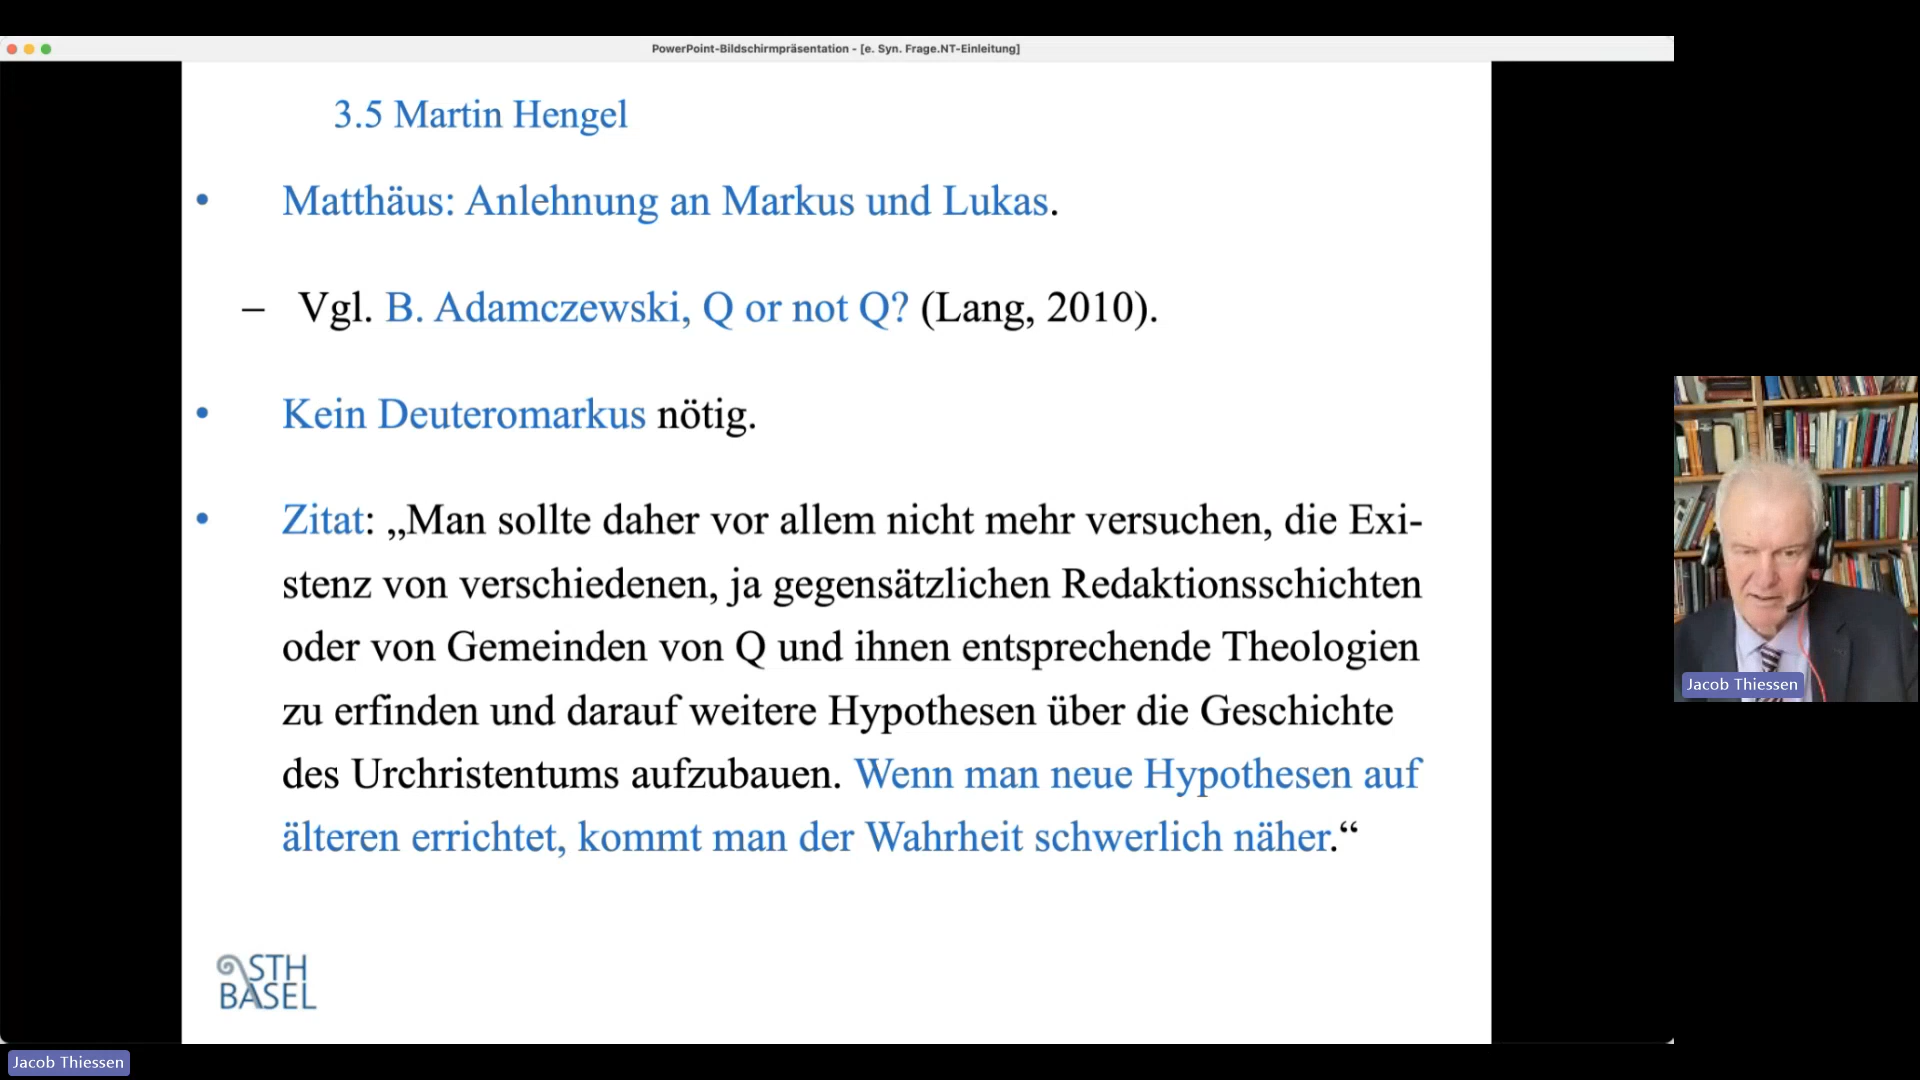 PowerPoint-Bildschirmpräsentation - [e. Syn. Frage.NT-Einleitung]
3.5 Martin Hengel
• Matthäus: Anlehnung an Markus und Lukas.
– Vgl. B. Adamczewski, Q or not Q? (Lang, 2010).
• Kein Deuteromarkus nötig.
• Zitat: „Man sollte daher vor allem nicht mehr versuchen, die Exi-
stenz von verschiedenen, ja gegensätzlichen Redaktionsschichten
oder von Gemeinden von Q und ihnen entsprechende Theologien
zu erfinden und darauf weitere Hypothesen über die Geschichte
des Urchristentums aufzubauen. Wenn man neue Hypothesen auf
älteren errichtet, kommt man der Wahrheit schwerlich näher.“
STH
BASEL
Jacob Thiessen
Jacob Thiessen